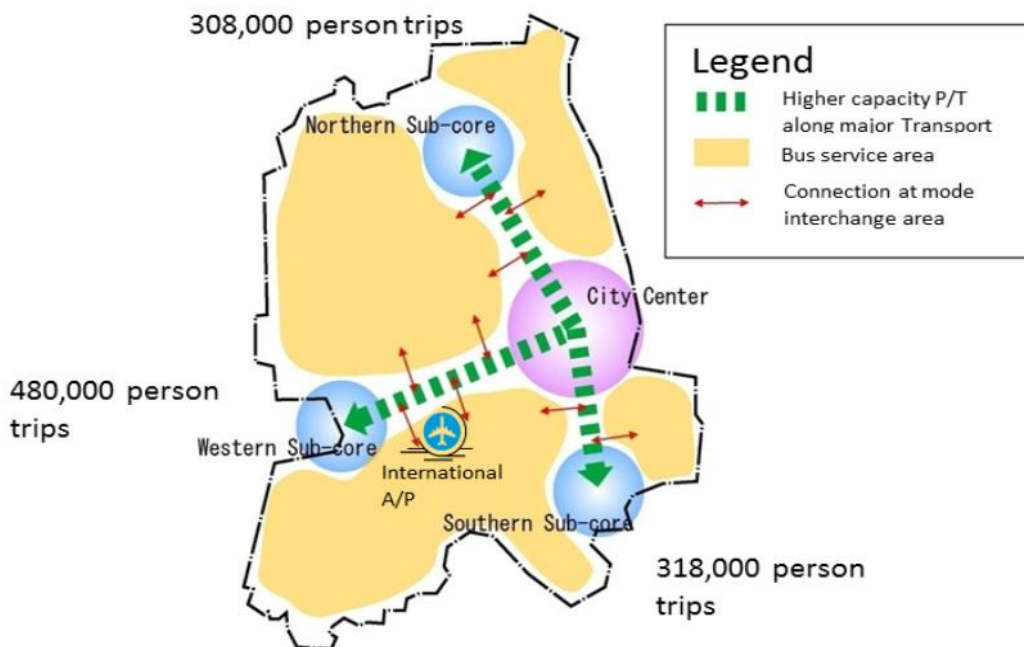 308,000 person trips
Legend
Higher capacity P/T
along major Transport
Bus service area
Connection at mode
interchange area
Northern Sub-core
City Center
480,000 person
trips
Western Sub-core
International
A/P
Southern Sub-core
318,000 person
trips